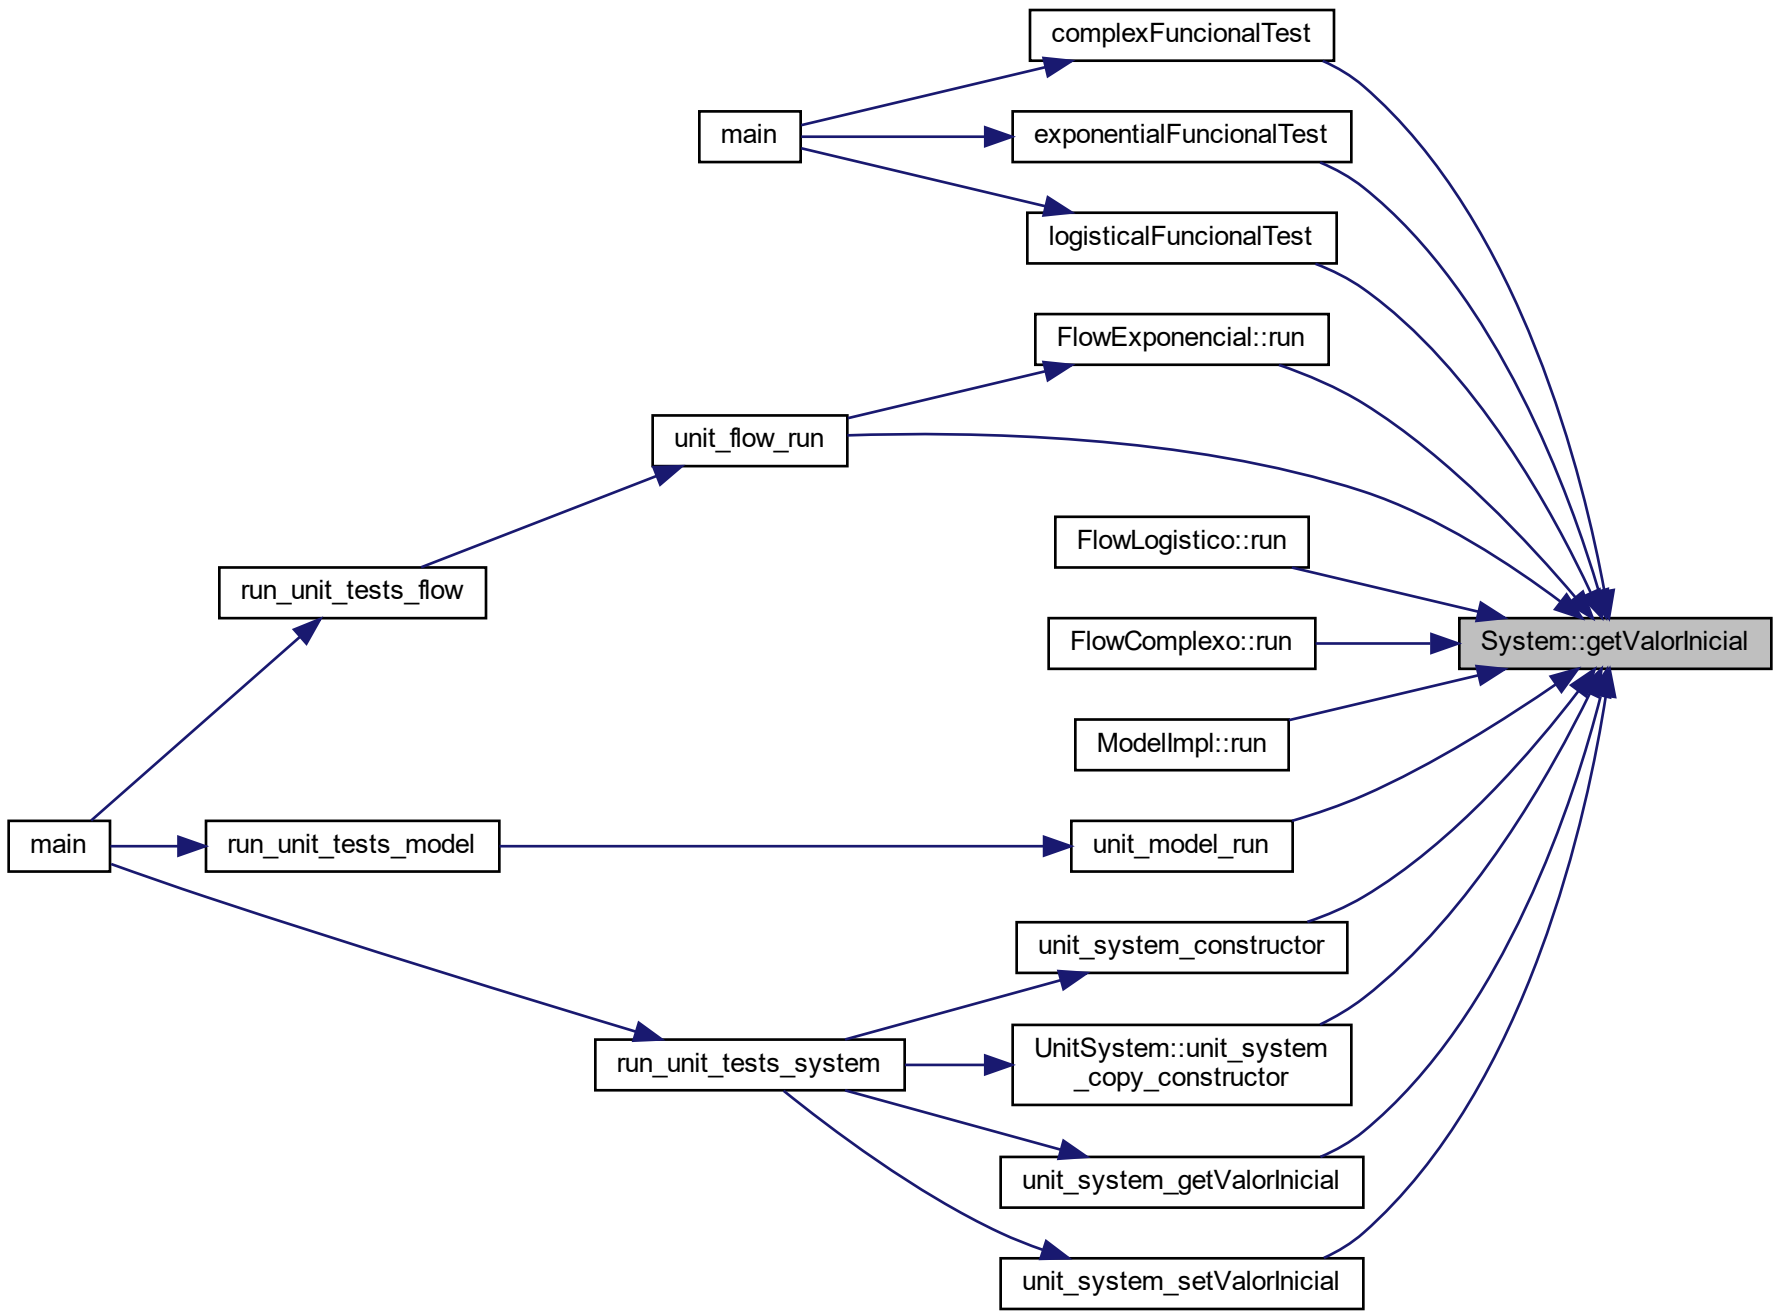 complexFuncionalTest
main
exponentialFuncionalTest
logisticalFuncionalTest
FlowExponencial::run
unit_flow_run
FlowLogistico::run
run_unit_tests_flow
FlowComplexo::run
System::getValorInicial
ModelImpl::run
main
run_unit_tests_model
unit_model_run
unit_system_constructor
UnitSystem::unit_system
_copy_constructor
run_unit_tests_system
unit_system_getValorInicial
unit_system_setValorInicial